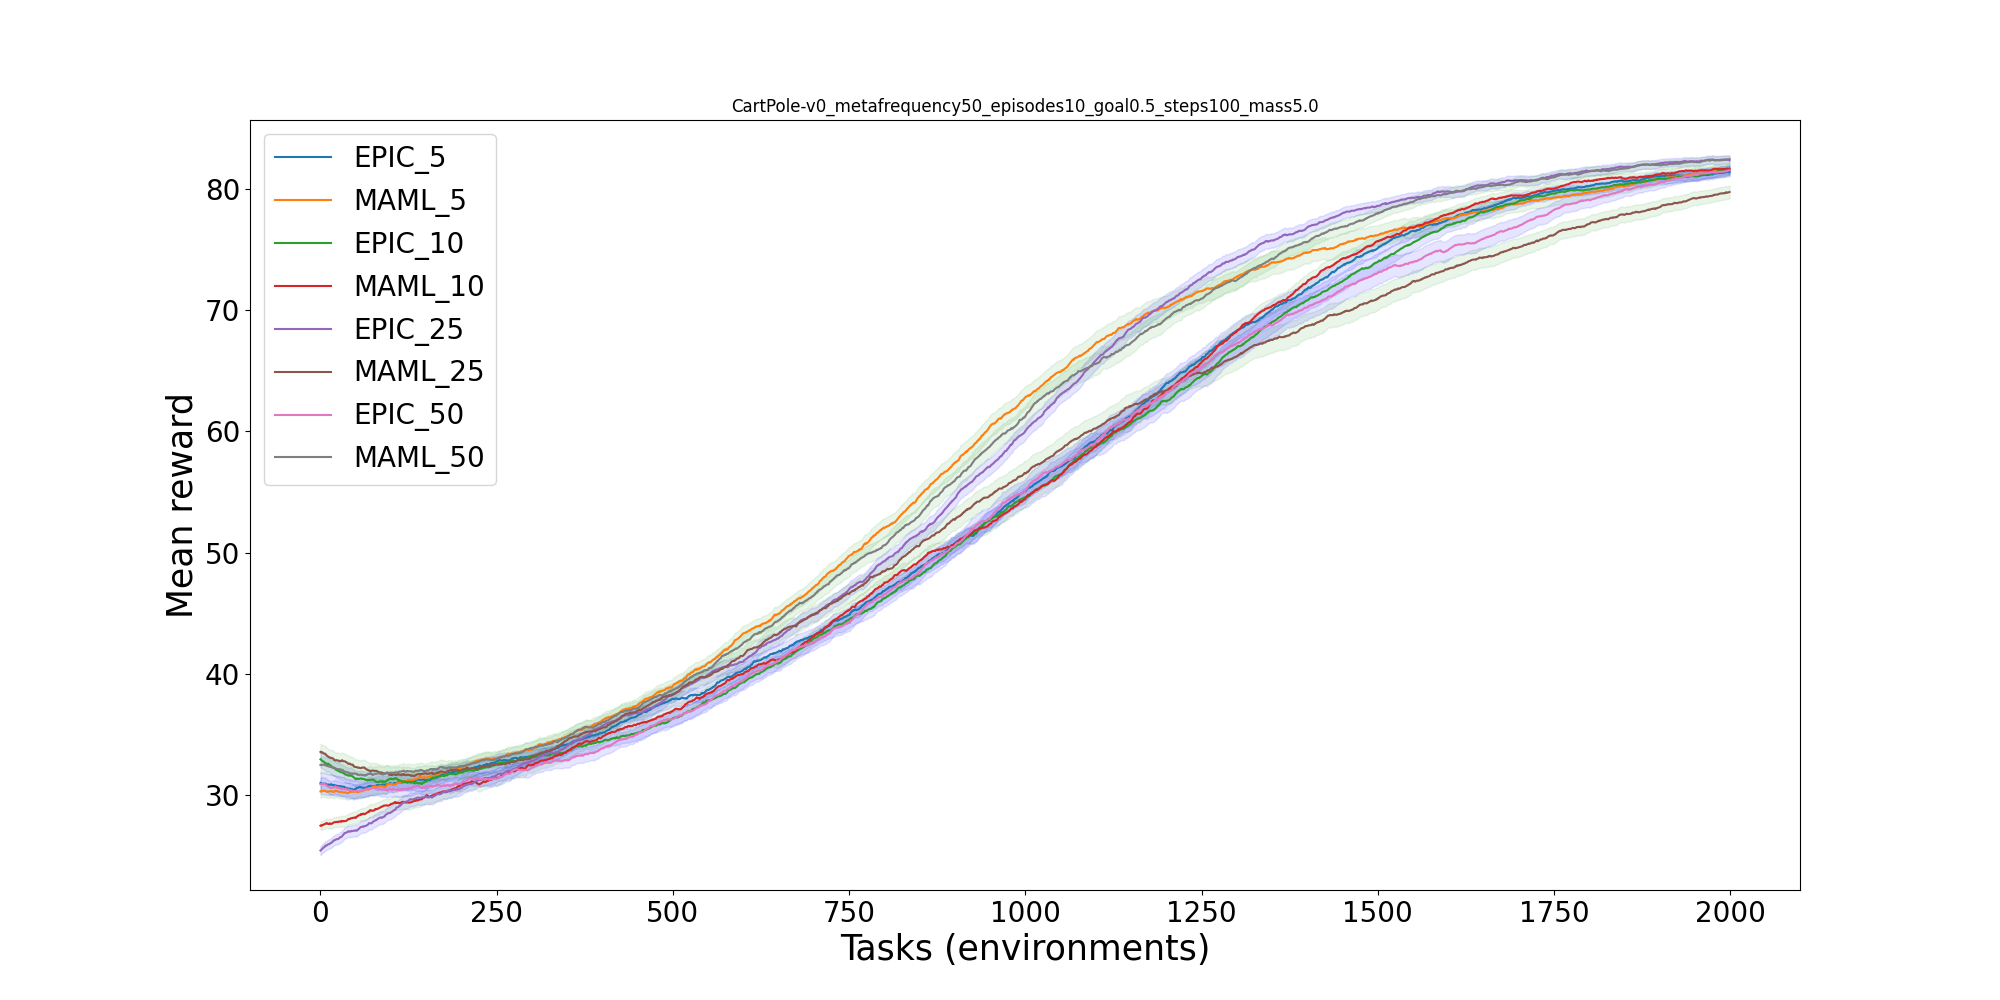 CartPole-v0_metafrequency50_episodes10_goal0.5_steps100_mass5.0
EPIC_5
MAML_5
EPIC_10
MAML_10
EPIC_25
MAML_25
EPIC_50
MAML_50
Mean reward
80
70
60
50
40
30
0 250 500 750 1000 1250 1500 1750 2000
Tasks (environments)